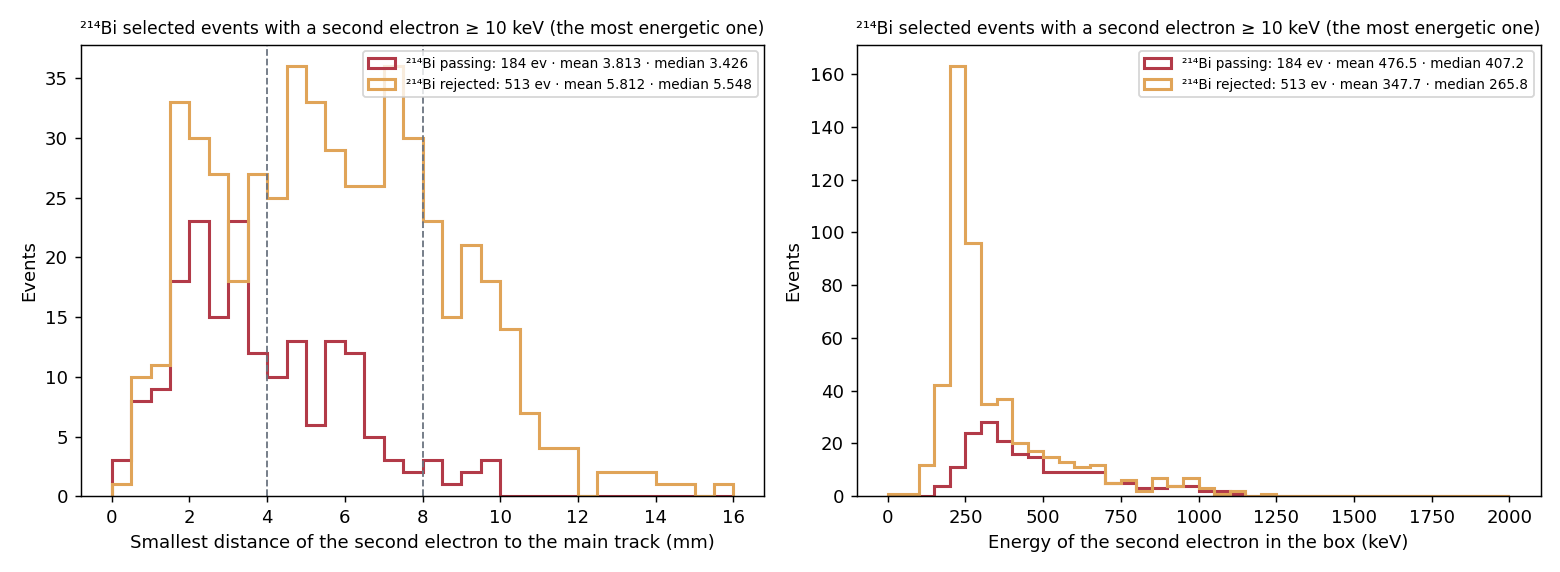 ²¹⁴Bi selected events with a second electron ≥ 10 keV (the most energetic one)
²¹⁴Bi passing: 184 ev · mean 3.813 · median 3.426
²¹⁴Bi rejected: 513 ev · mean 5.812 · median 5.548
Events
35
30
25
20
15
10
5
0
0 2 4 6 8 10 12 14 16
Smallest distance of the second electron to the main track (mm)
²¹⁴Bi selected events with a second electron ≥ 10 keV (the most energetic one)
²¹⁴Bi passing: 184 ev · mean 476.5 · median 407.2
²¹⁴Bi rejected: 513 ev · mean 347.7 · median 265.8
Events
160
140
120
100
80
60
40
20
0
0 250 500 750 1000 1250 1500 1750 2000
Energy of the second electron in the box (keV)